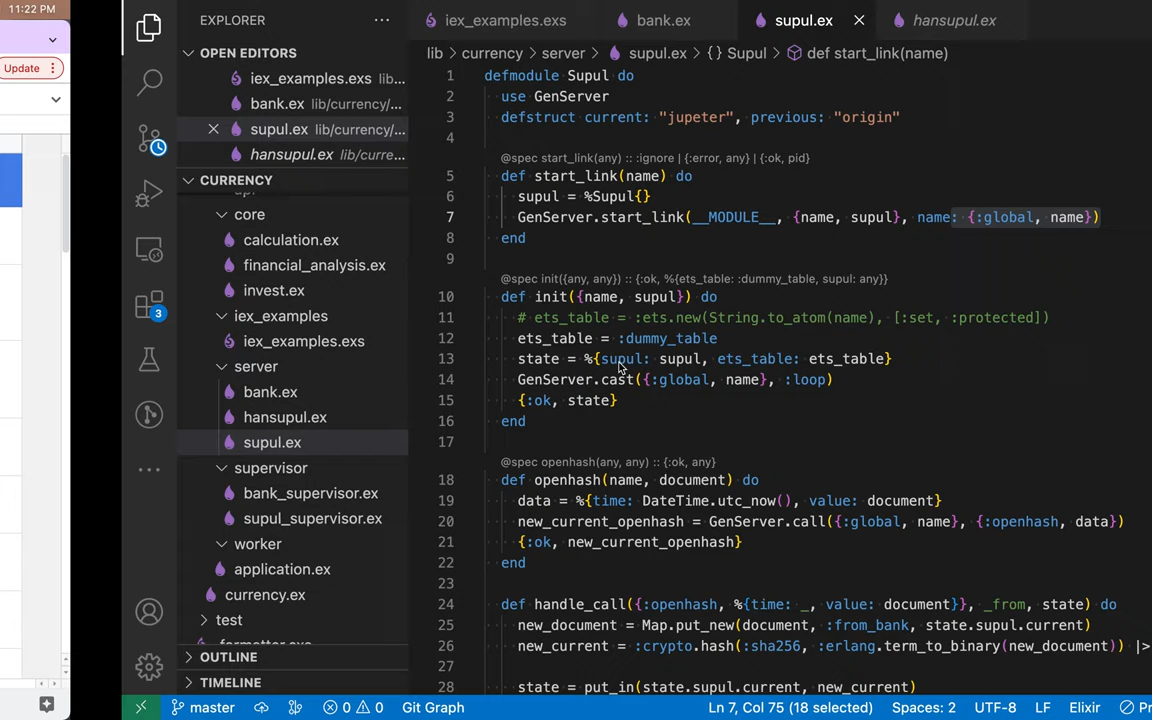 11:22 PM
Update
EXPLORER
OPEN EDITORS
iex_examples.exs lib...
bank.ex lib/currency/...
supul.ex lib/currency/...
hansupul.ex lib/curre...
CURRENCY
core
calculation.ex
financial_analysis.ex
invest.ex
iex_examples
iex_examples.exs
server
bank.ex
hansupul.ex
supul.ex
supervisor
bank_supervisor.ex
supul_supervisor.ex
worker
application.ex
currency.ex
test
OUTLINE
TIMELINE
3
iex_examples.exs bank.ex supul.ex hansupul.ex
lib > currency > server > supul.ex > {} Supul > def start_link(name)
1 defmodule Supul do
2 use GenServer
3 defstruct current: "jupeter", previous: "origin"
4
@spec start_link(any) :: :ignore | {:error, any} | {:ok, pid}
5 def start_link(name) do
6 supul = %Supul{}
7 GenServer.start_link(__MODULE__, {name, supul}, name: {:global, name})
8 end
9
@spec init({any, any}) :: {:ok, %{ets_table: :dummy_table, supul: any}}
10 def init({name, supul}) do
11 # ets_table = :ets.new(String.to_atom(name), [:set, :protected])
12 ets_table = :dummy_table
13 state = %{supul: supul, ets_table: ets_table}
14 GenServer.cast({:global, name}, :loop)
15 {:ok, state}
16 end
17
@spec openhash(any, any) :: {:ok, any}
18 def openhash(name, document) do
19 data = %{time: DateTime.utc_now(), value: document}
20 new_current_openhash = GenServer.call({:global, name}, {:openhash, data})
21 {:ok, new_current_openhash}
22 end
23
24 def handle_call({:openhash, %{time: _, value: document}}, _from, state) do
25 new_document = Map.put_new(document, :from_bank, state.supul.current)
26 new_current = :crypto.hash(:sha256, :erlang.term_to_binary(new_document)) |>
27
28 state = put_in(state.supul.current, new_current)
master 0 0 Git Graph Ln 7, Col 75 (18 selected) Spaces: 2 UTF-8 LF Elixir